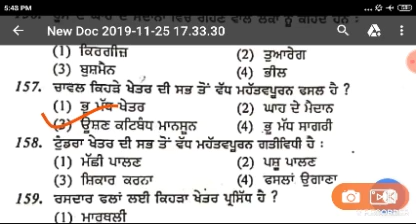 5:48 PM
New Doc 2019-11-25 17.33.30
(1) ਕਿਰਗੀਜ਼ (2) ਤੁਆਰੇਗ
(3) ਬੁਸ਼ਮੈਨ (4) ਭੀਲ
157. ਚਾਵਲ ਕਿਹੜੇ ਖੇਤਰ ਦੀ ਸਭ ਤੋਂ ਵੱਧ ਮਹੱਤਵਪੂਰਨ ਫਸਲ ਹੈ ?
(1) ਭੂ ਮੱਧ ਖੇਤਰ (2) ਘਾਹ ਦੇ ਮੈਦਾਨ
(3) ਊਸ਼ਣ ਕਟਿਬੰਧ ਮਾਨਸੂਨ (4) ਭੂ ਮੱਧ ਸਾਗਰੀ
158. ਟੁੰਡਰਾ ਖੇਤਰ ਦੀ ਸਭ ਤੋਂ ਵੱਧ ਮਹੱਤਵਪੂਰਨ ਗਤੀਵਿਧੀ ਹੈ :
(1) ਮੱਛੀ ਪਾਲਣ (2) ਪਸ਼ੂ ਪਾਲਣ
(3) ਸ਼ਿਕਾਰ ਕਰਨਾ (4) ਫਸਲਾਂ ਉਗਾਣਾ
159. ਰਸਦਾਰ ਫਲਾਂ ਲਈ ਕਿਹੜਾ ਖੇਤਰ ਪ੍ਰਸਿੱਧ ਹੈ ?
(1) ਮਾਰੂਥਲੀ